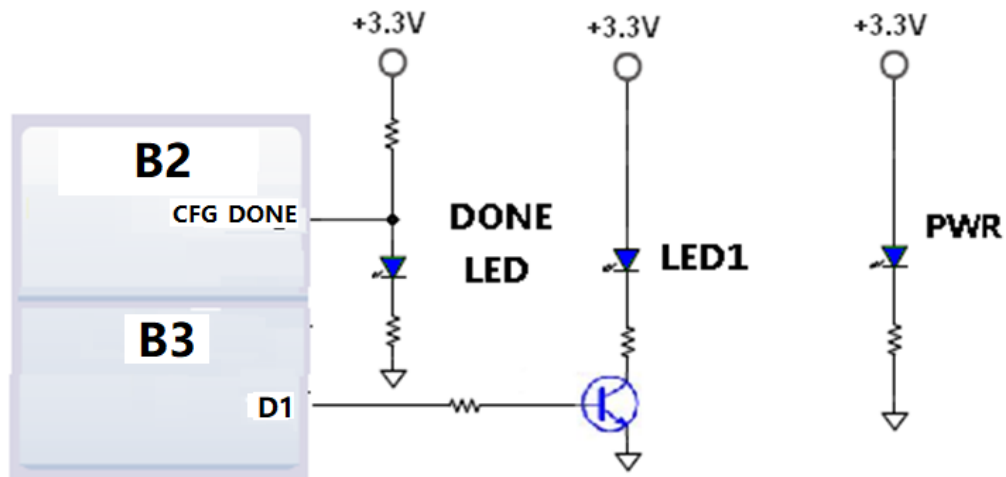 +3.3V
+3.3V
+3.3V
B2
CFG_DONE
DONE
LED
LED1
PWR
B3
D1